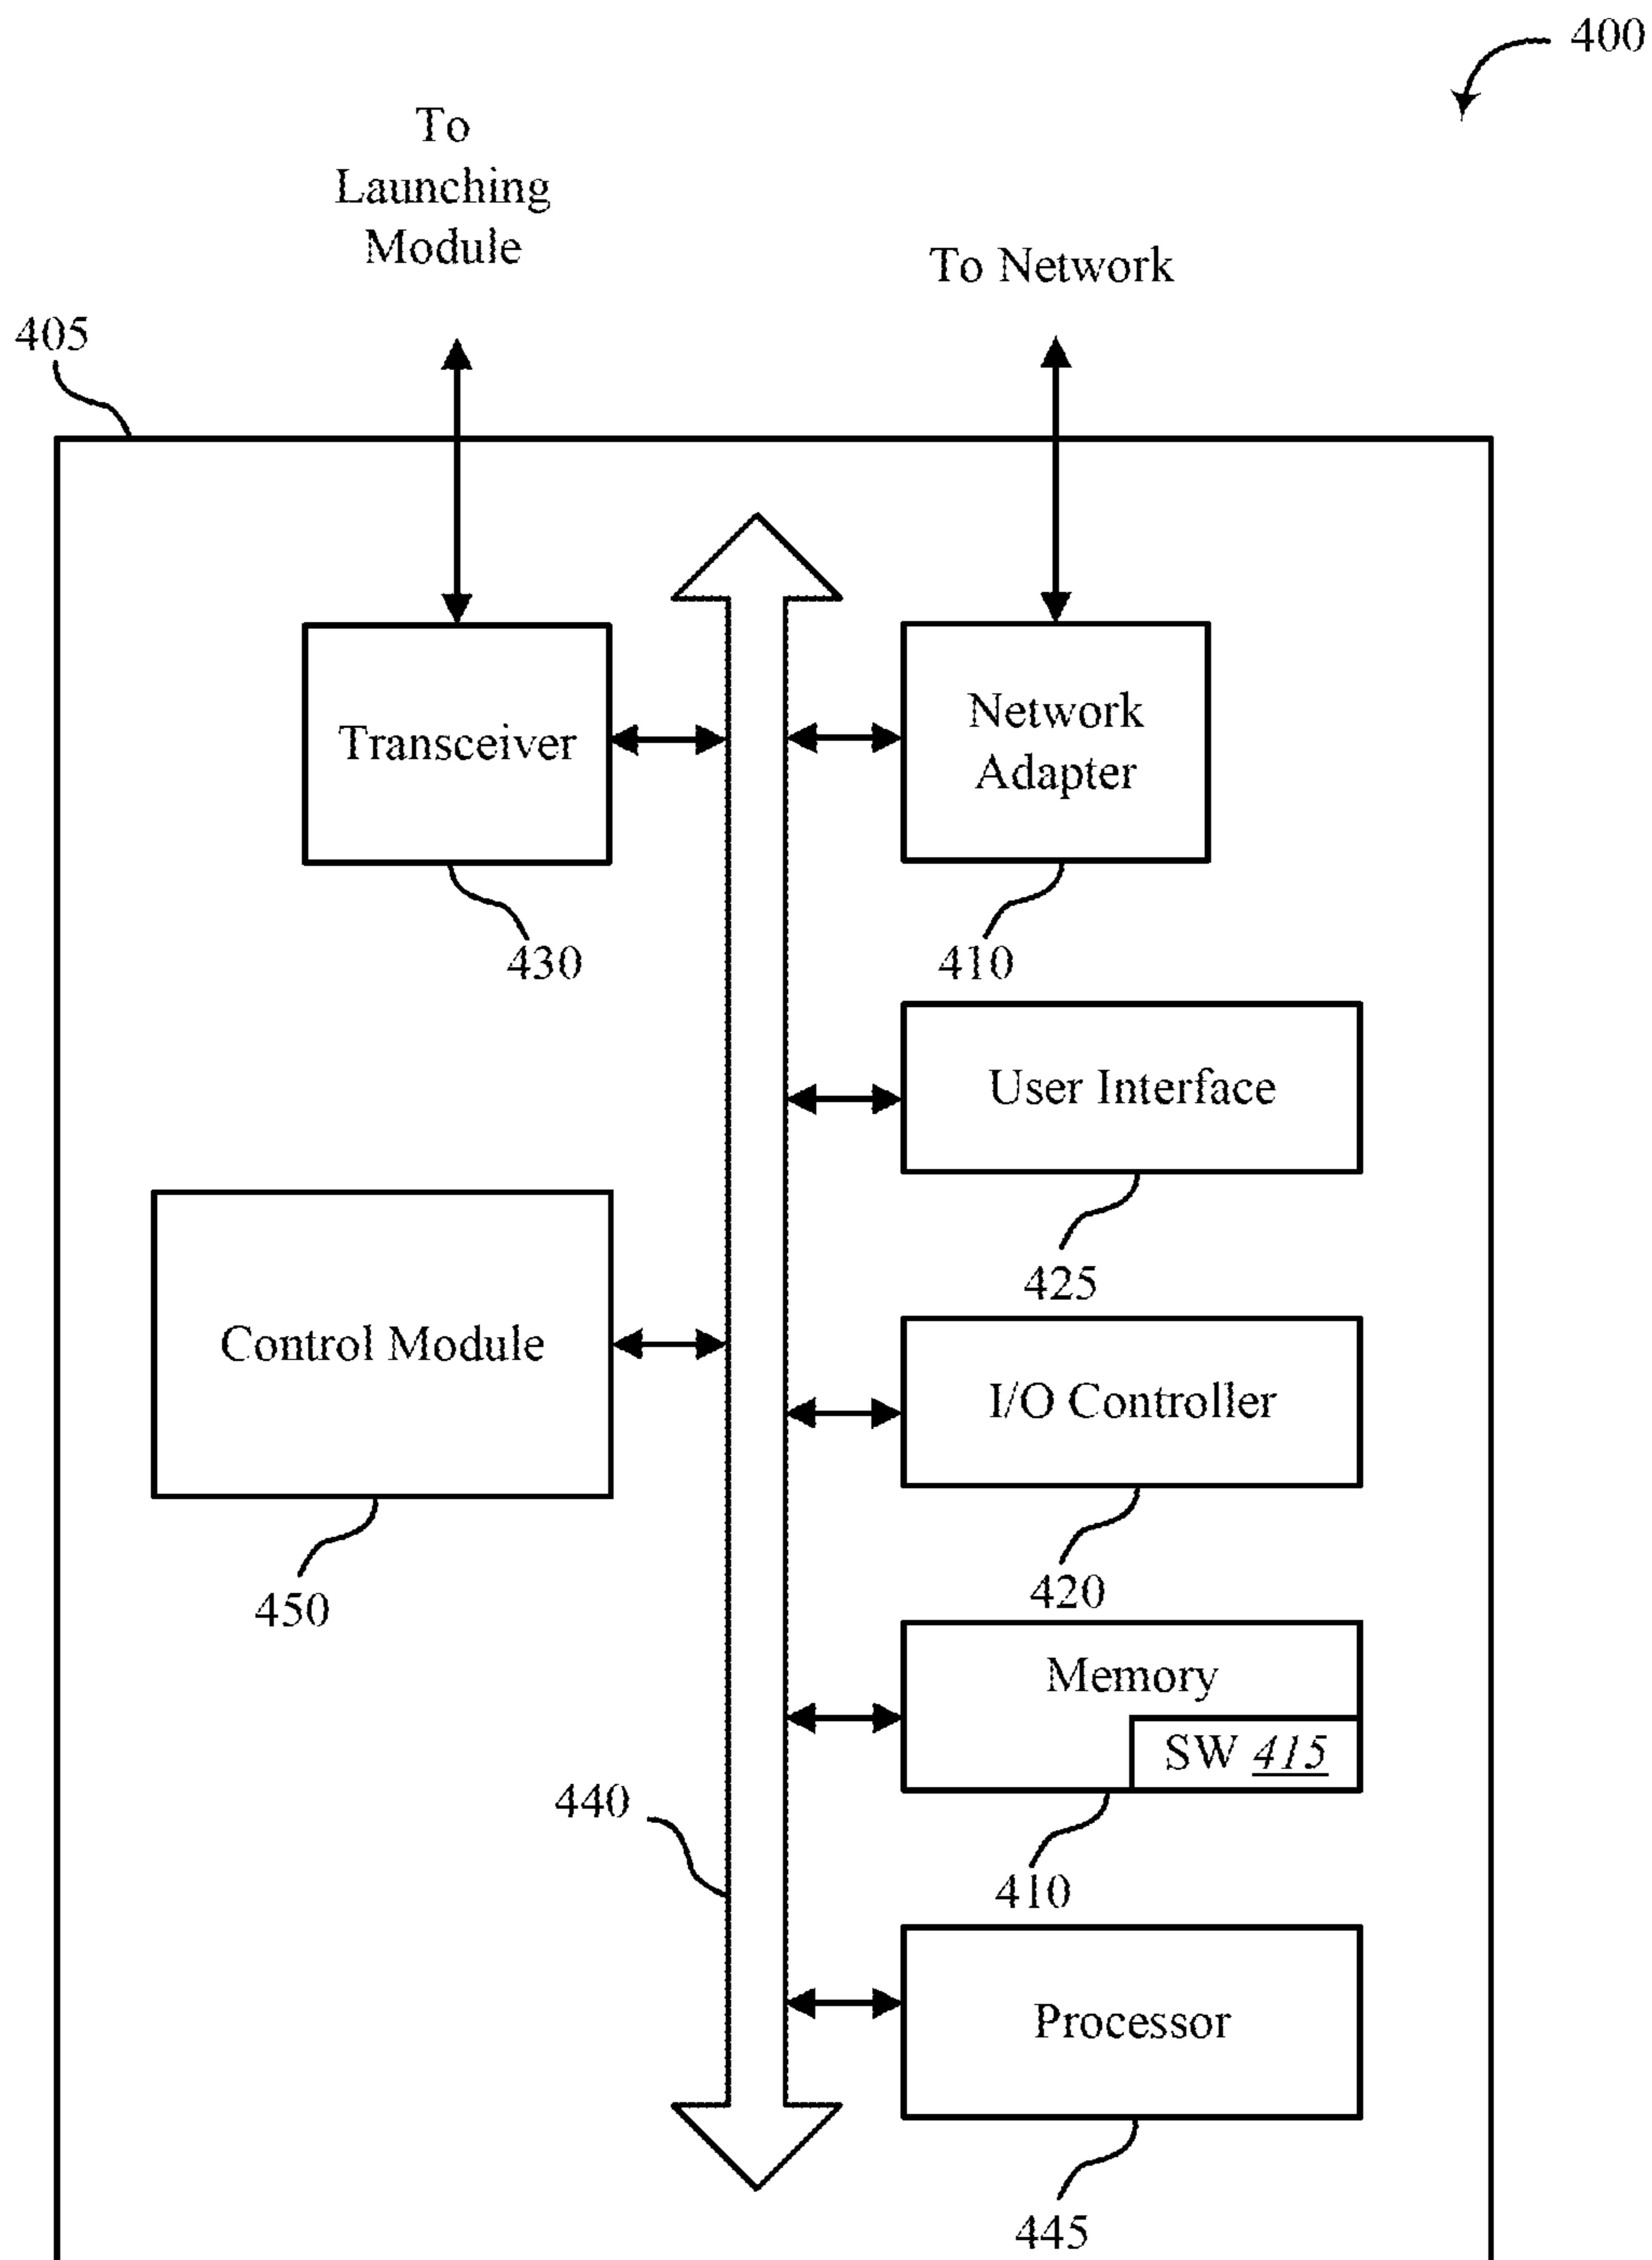 400
To
Launching
Module
To Network
405
Transceiver
Network
Adapter
430
410
User Interface
425
Control Module
I/O Controller
450
420
Memory
SW 415
440
410
Processor
445